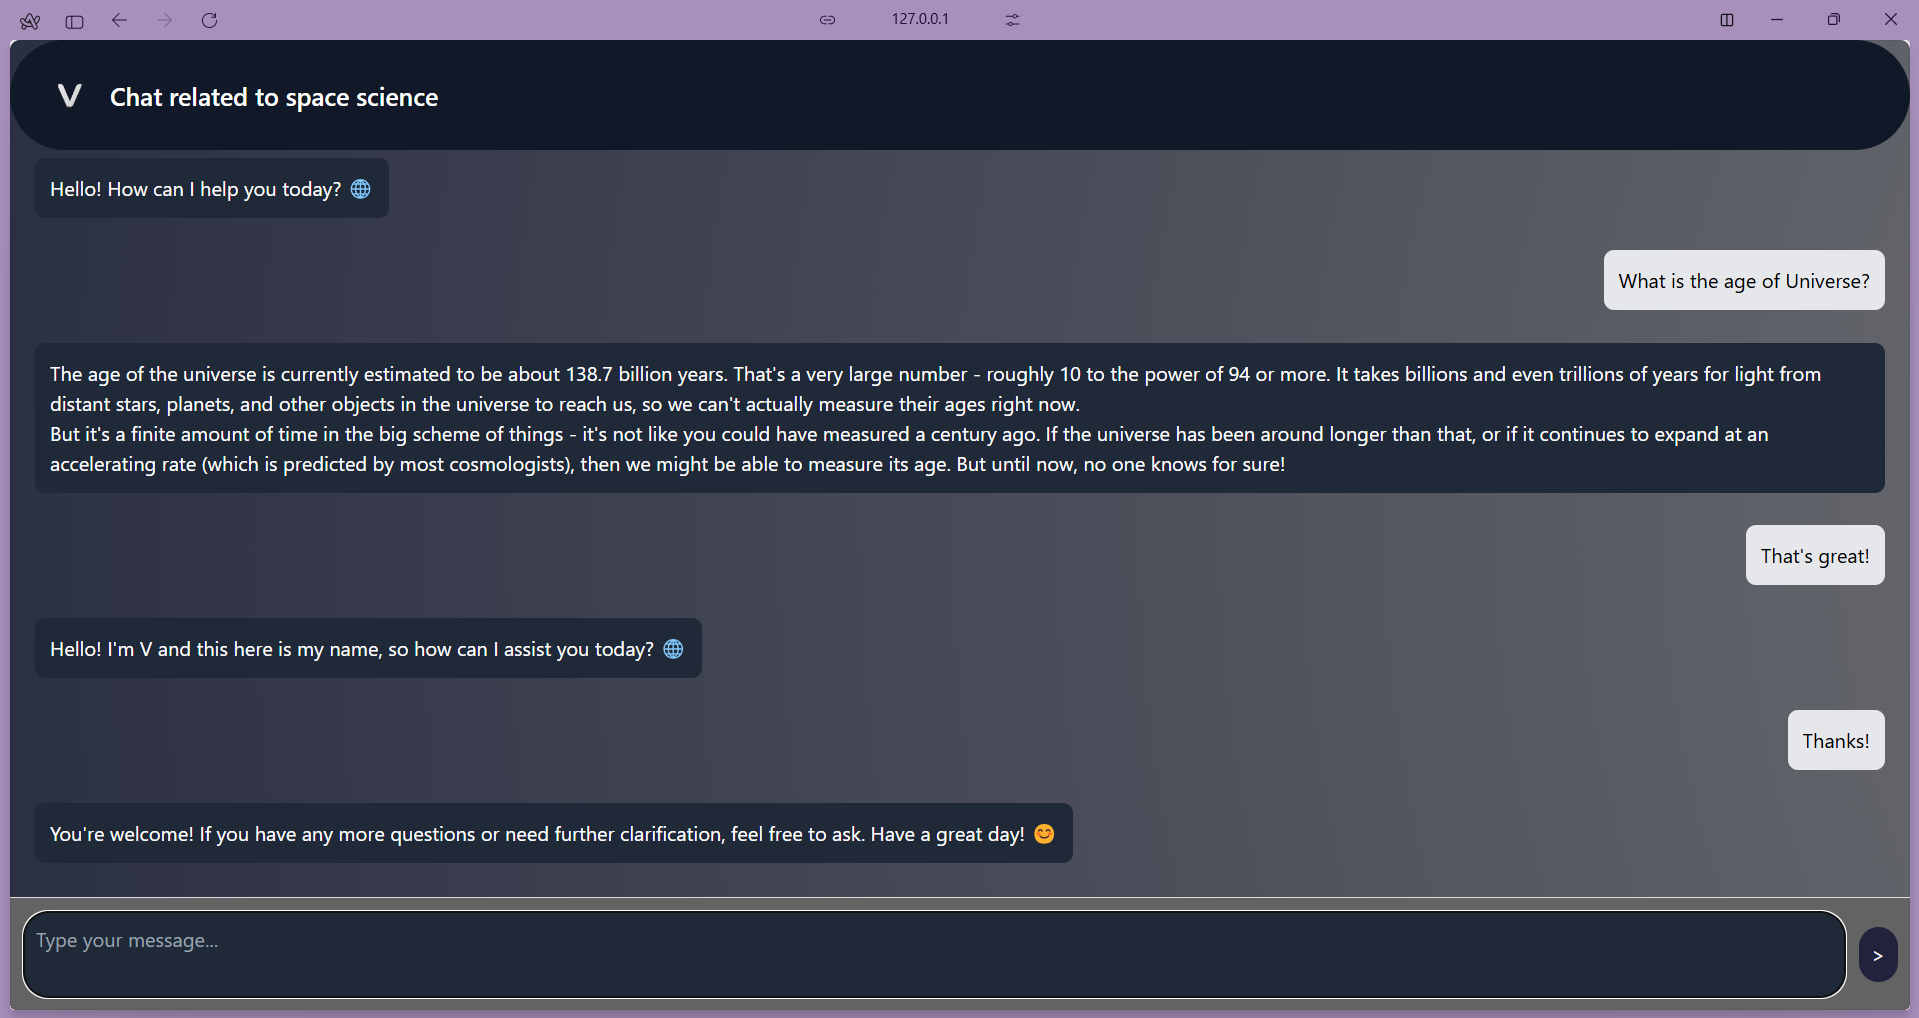 127.0.0.1
V Chat related to space science
Hello! How can I help you today? 🌐
What is the age of Universe?
The age of the universe is currently estimated to be about 138.7 billion years. That's a very large number - roughly 10 to the power of 94 or more. It takes billions and even trillions of years for light from
distant stars, planets, and other objects in the universe to reach us, so we can't actually measure their ages right now.
But it's a finite amount of time in the big scheme of things - it's not like you could have measured a century ago. If the universe has been around longer than that, or if it continues to expand at an
accelerating rate (which is predicted by most cosmologists), then we might be able to measure its age. But until now, no one knows for sure!
That's great!
Hello! I'm V and this here is my name, so how can I assist you today? 🌐
Thanks!
You're welcome! If you have any more questions or need further clarification, feel free to ask. Have a great day! 😊
Type your message...
>